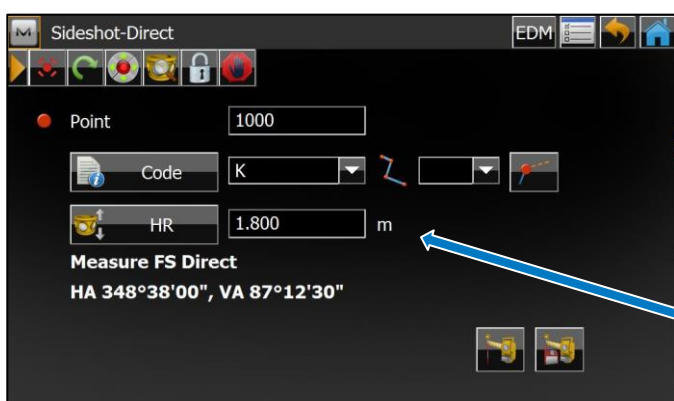 Sideshot-Direct EDM
Point 1000
Code K
HR 1.800 m
Measure FS Direct
HA 348°38'00", VA 87°12'30"